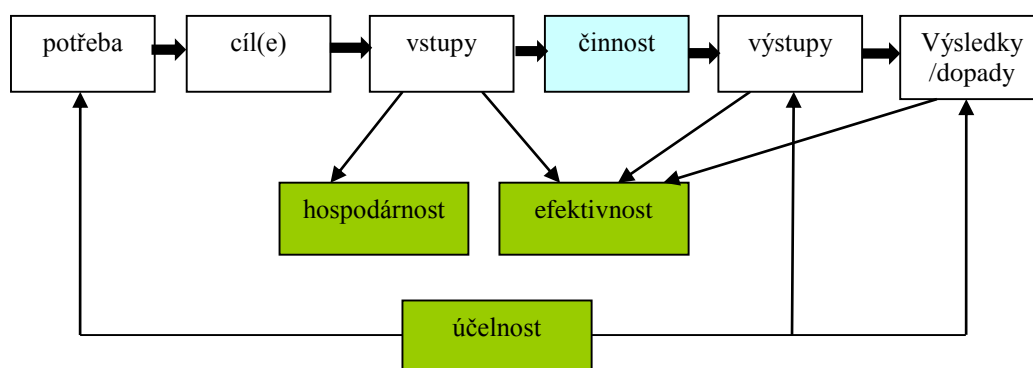 potřeba
cíl(e)
vstupy
činnost
výstupy
Výsledky
/dopady
hospodárnost
efektivnost
účelnost